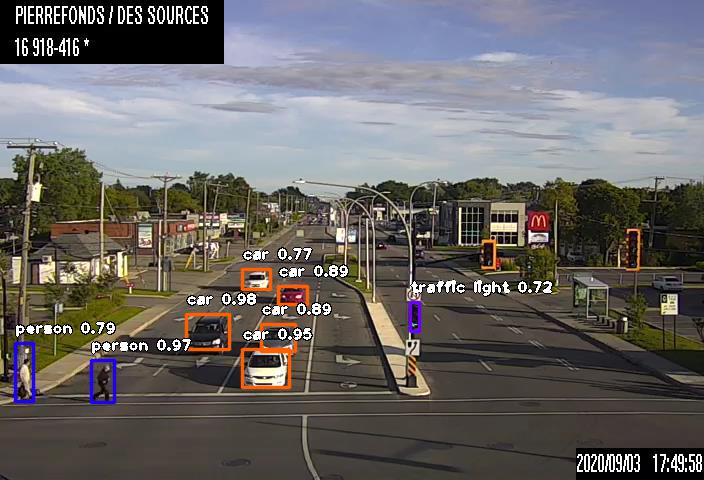 PIERREFONDS / DES SOURCES
16 918-416 *
car 0.77
car 0.89
car 0.98
car 0.89
car 0.95
traffic light 0.72
person 0.79
person 0.97
2020/09/03 17:49:58